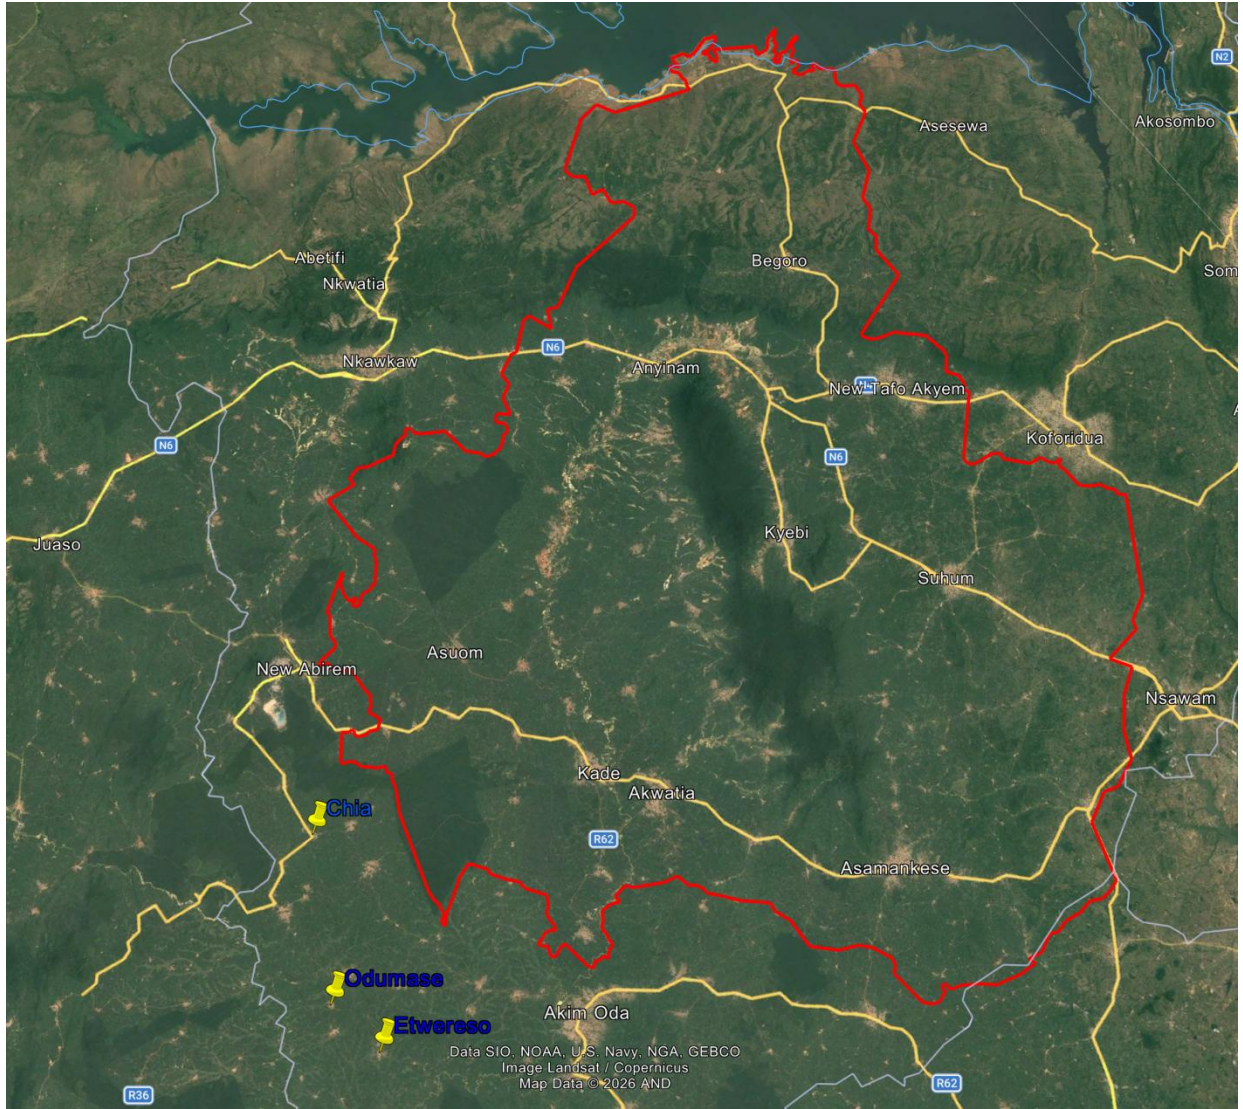 N2
Asesewa
Akosombo
Abetifi
Begoro
Som
Nkwatia
N6
Nkawkaw
Anyinam
New Tafo Akyem
Koforidua
N6
N6
Juaso
Kyebi
Suhum
Asuom
New Abirem
Nsawam
Kade
Akwatia
Chia
R62
Asamankese
Odumase
Akim Oda
Etwereso
Data SIO, NOAA, U.S. Navy, NGA, GEBCO
Image Landsat / Copernicus
Map Data © 2026 AND
R36
R62